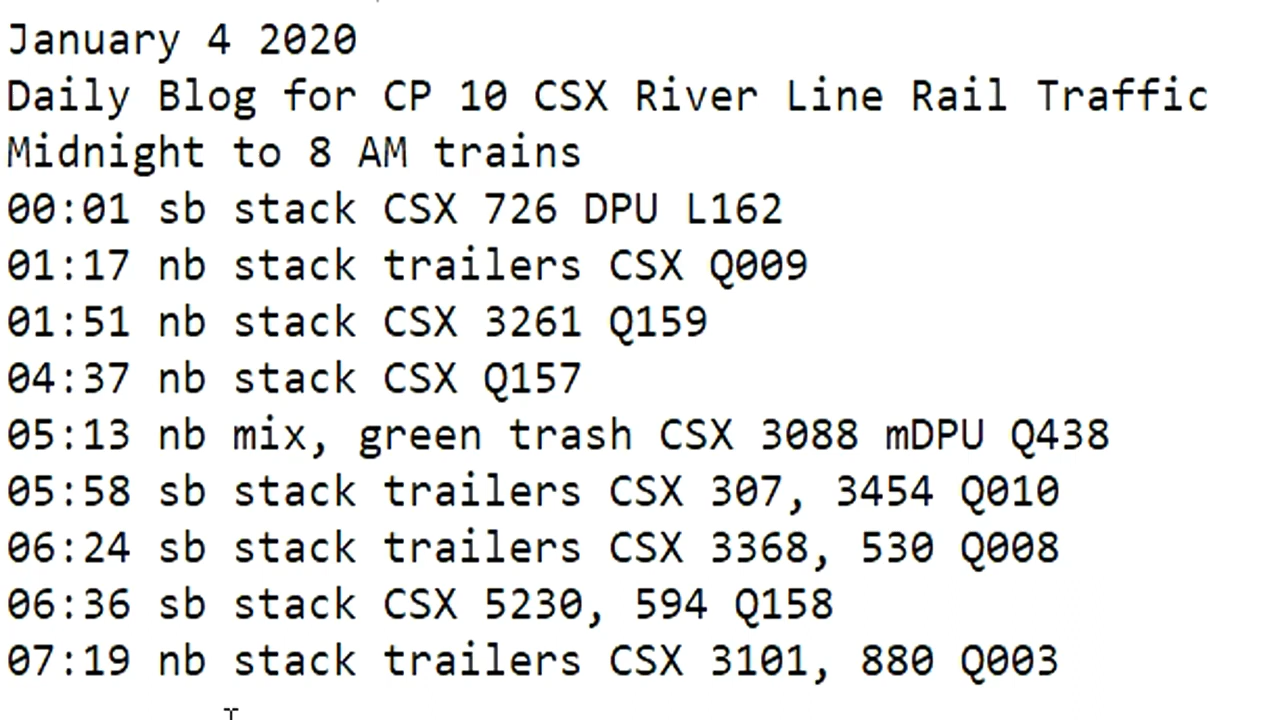 January 4 2020
Daily Blog for CP 10 CSX River Line Rail Traffic
Midnight to 8 AM trains
00:01 sb stack CSX 726 DPU L162
01:17 nb stack trailers CSX Q009
01:51 nb stack CSX 3261 Q159
04:37 nb stack CSX Q157
05:13 nb mix, green trash CSX 3088 mDPU Q438
05:58 sb stack trailers CSX 307, 3454 Q010
06:24 sb stack trailers CSX 3368, 530 Q008
06:36 sb stack CSX 5230, 594 Q158
07:19 nb stack trailers CSX 3101, 880 Q003